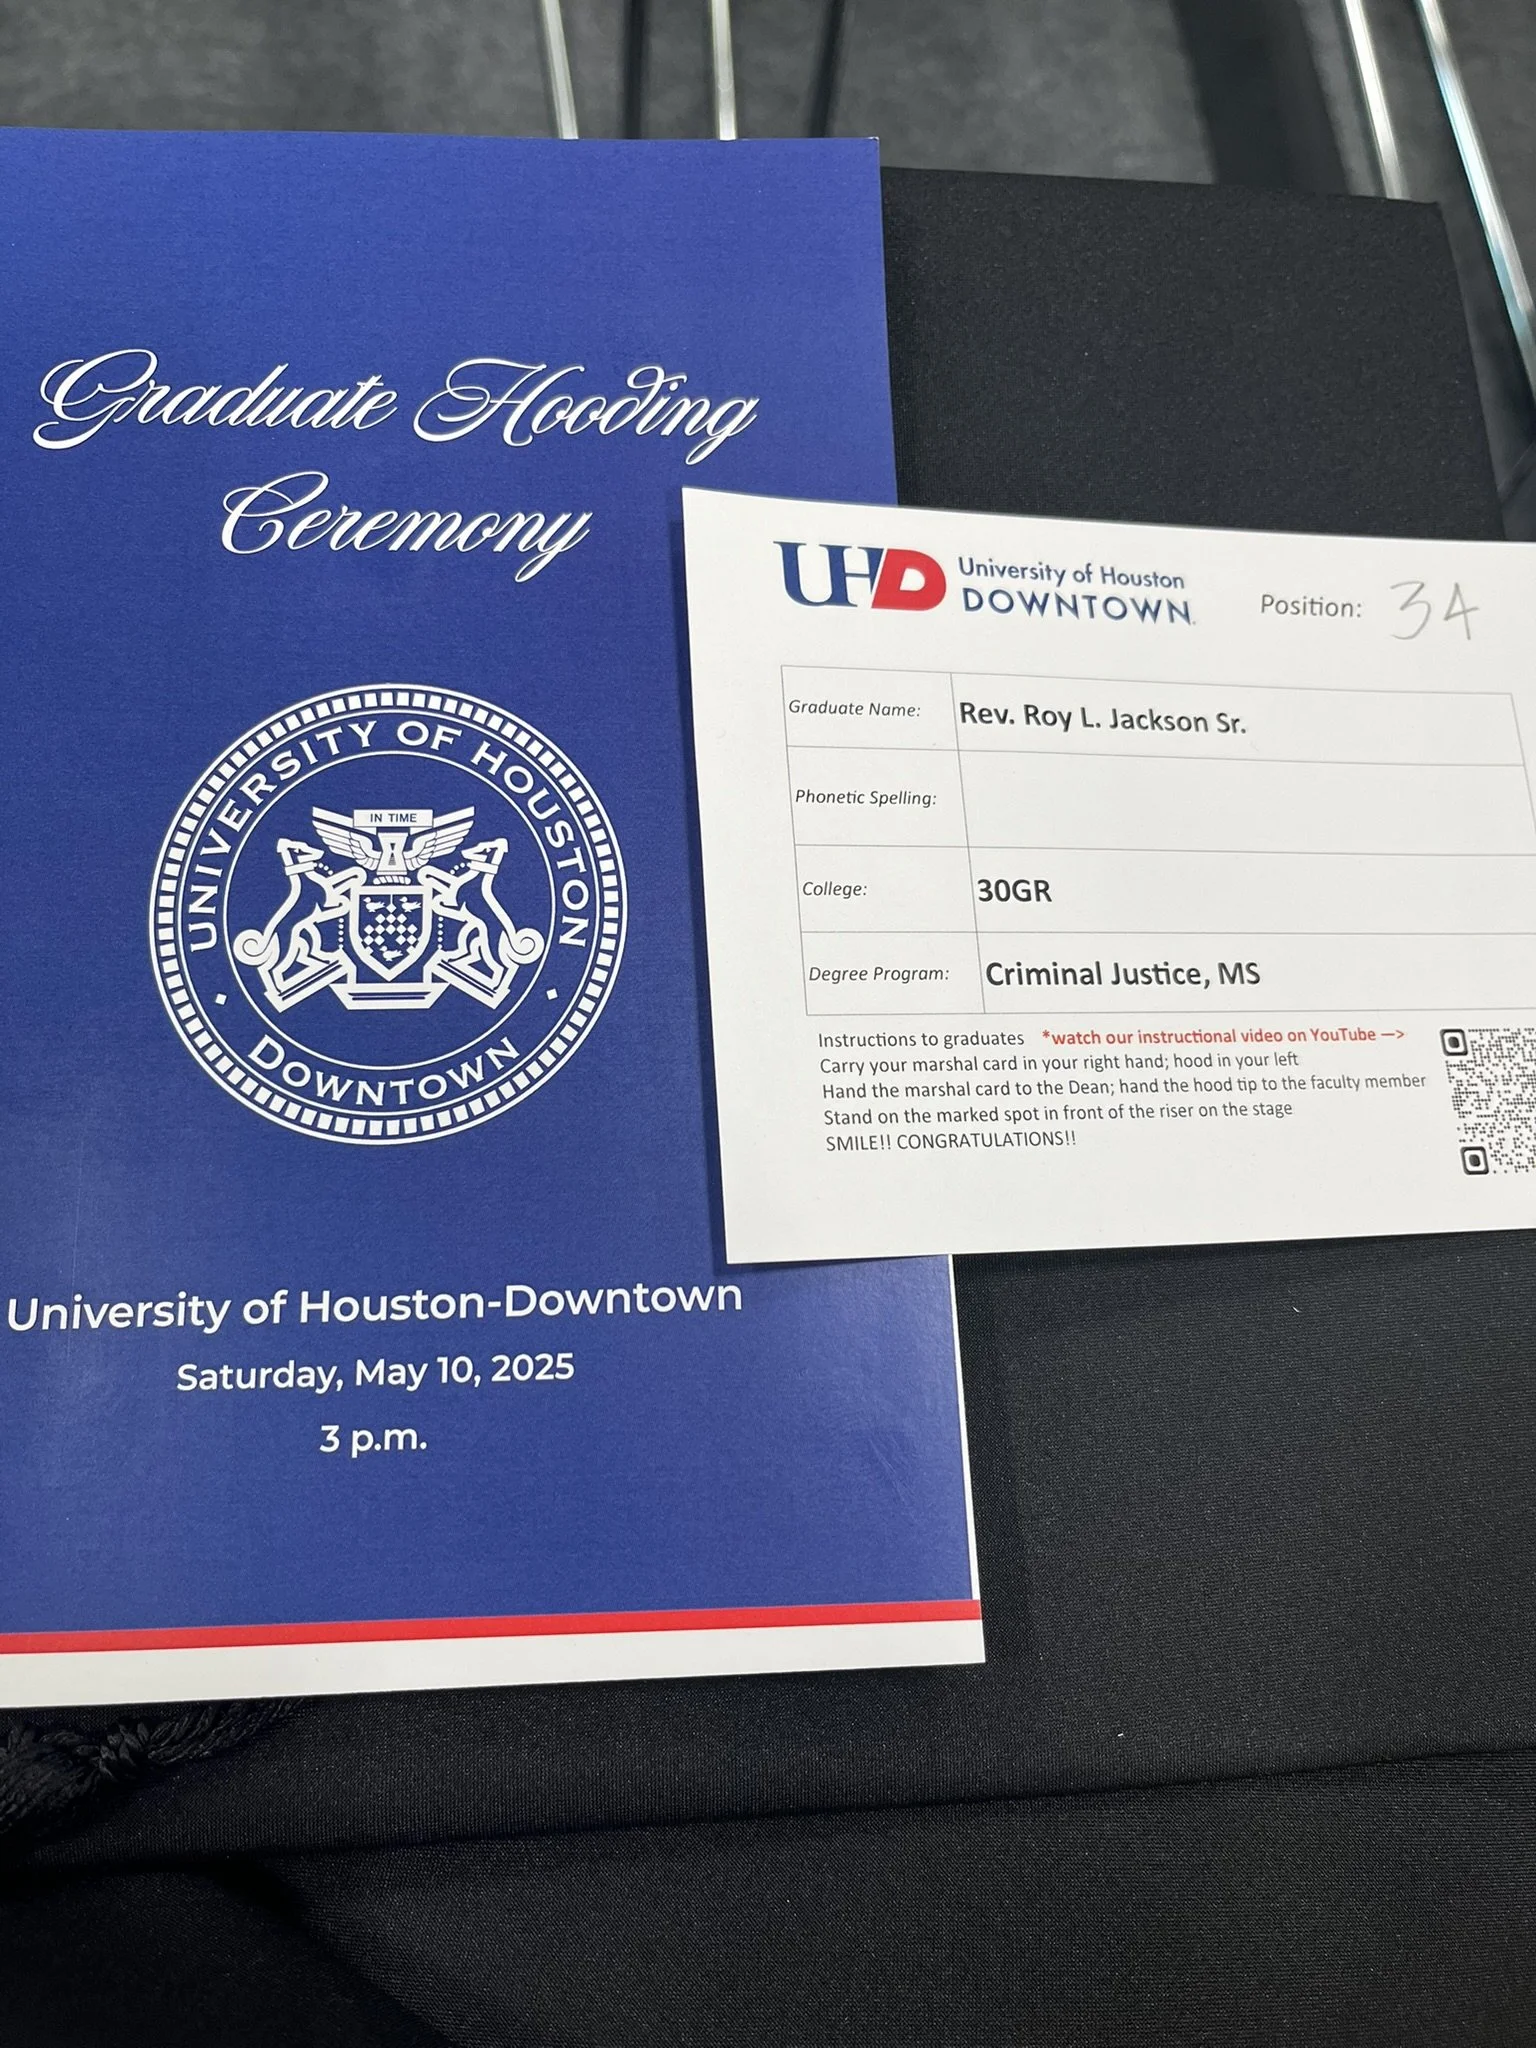 Graduate Hooding
Ceremony
UNIVERSITY OF HOUSTON
IN TIME
DOWNTOWN
University of Houston-Downtown
Saturday, May 10, 2025
3 p.m.
UHD University of Houston
DOWNTOWN
Position: 34
Graduate Name: Rev. Roy L. Jackson Sr.
Phonetic Spelling:
College: 30GR
Degree Program: Criminal Justice, MS
Instructions to graduates *watch our instructional video on YouTube —>
Carry your marshal card in your right hand; hood in your left
Hand the marshal card to the Dean; hand the hood tip to the faculty member
Stand on the marked spot in front of the riser on the stage
SMILE!! CONGRATULATIONS!!